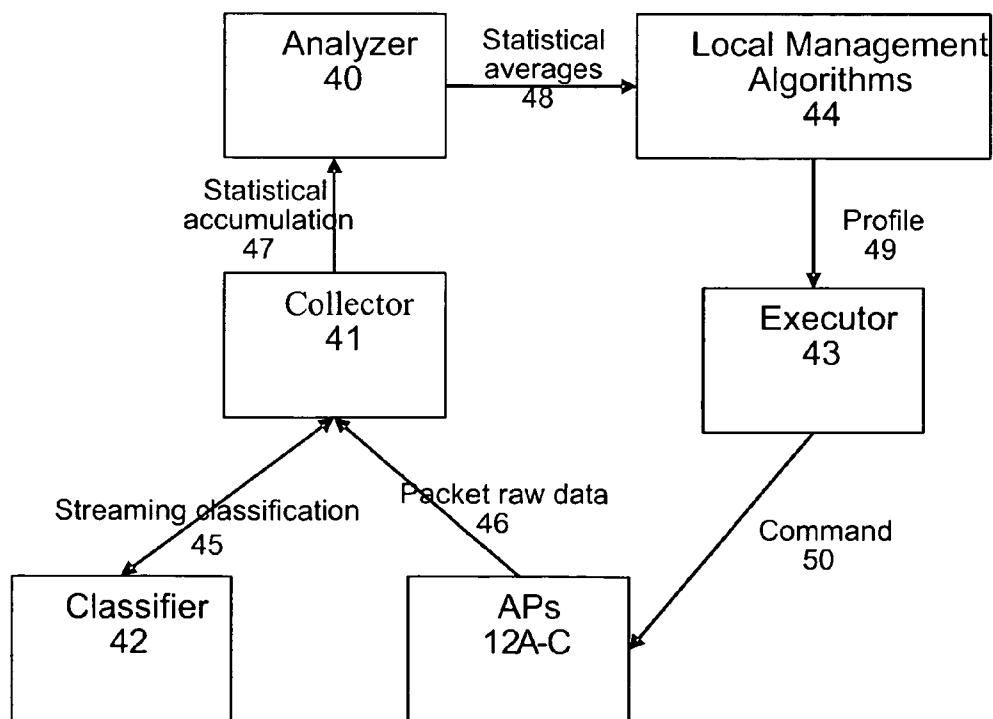 Analyzer
40
Statistical
averages
48
Local Management
Algorithms
44
Statistical
accumulation
47
Profile
49
Collector
41
Executor
43
Streaming classification
45
Packet raw data
46
Command
50
Classifier
42
APs
12A-C